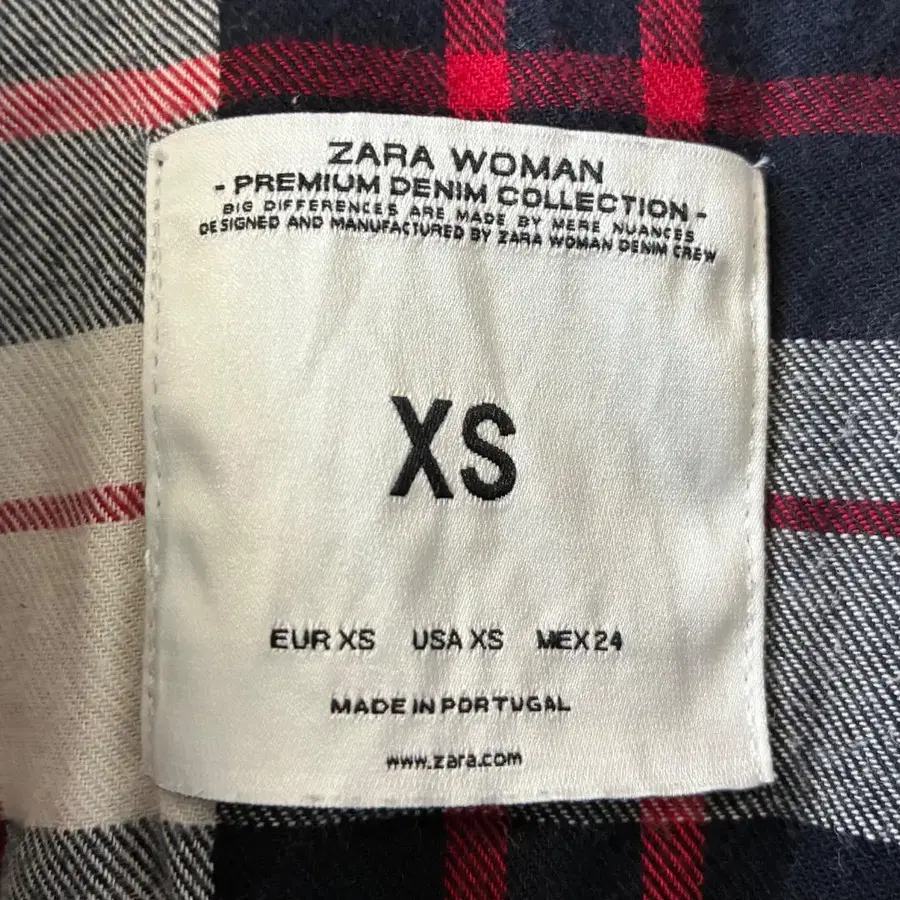 ZARA WOMAN
- PREMIUM DENIM COLLECTION -
BIG DIFFERENCES ARE MADE BY MERE NUANCES
DESIGNED AND MANUFACTURED BY ZARA WOMAN DENIM CREW
XS
EUR XS USA XS MEX 24
MADE IN PORTUGAL
www.zara.com